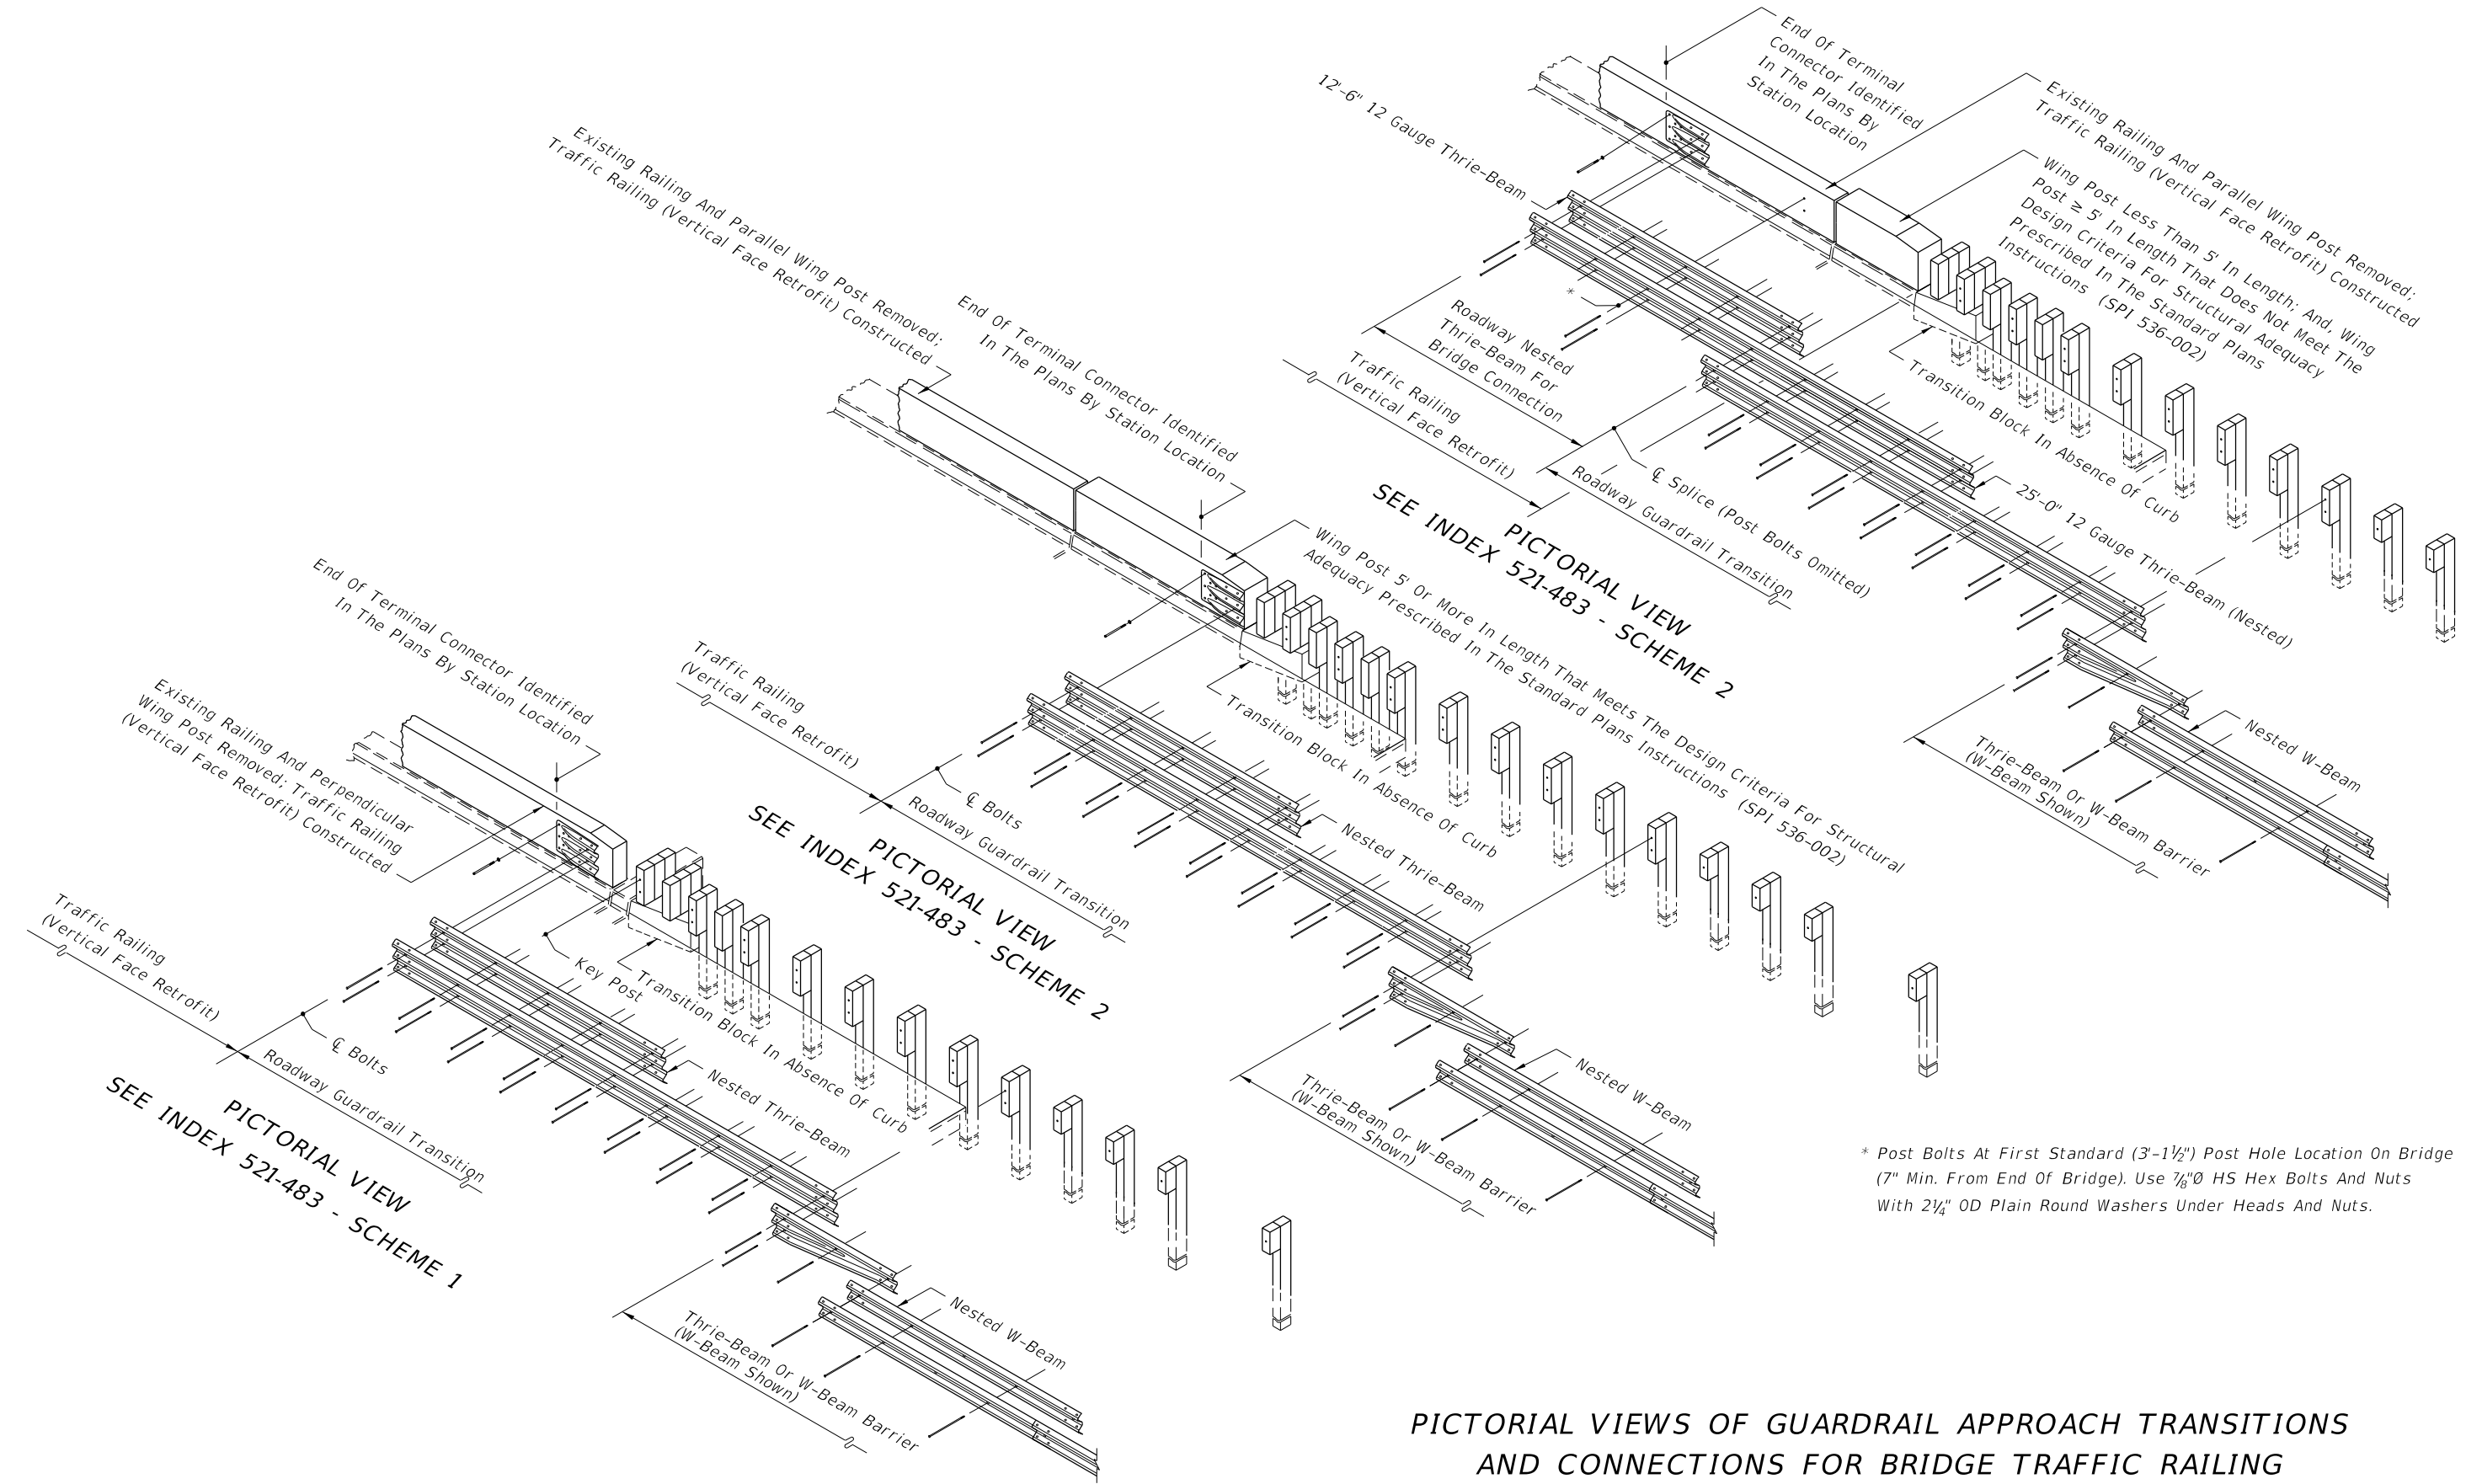 End Of Terminal
Connector Identified
In The Plans By
Station Location
Existing Railing And Parallel Wing Post Removed;
Traffic Railing (Vertical Face Retrofit) Constructed
Wing Post Less Than 5' In Length; And, Wing
Post ≥ 5' In Length That Does Not Meet The
Design Criteria For Structural Adequacy
Prescribed In The Standard Plans
Instructions (SPI 536-002)
12'-6" 12 Gauge Thrie-Beam
*
Roadway Nested
Thrie-Beam For
Bridge Connection
Traffic Railing
(Vertical Face Retrofit)
Transition Block In Absence Of Curb
℄ Splice (Post Bolts Omitted)
Roadway Guardrail Transition
25'-0" 12 Gauge Thrie-Beam (Nested)
PICTORIAL VIEW
SEE INDEX 521-483 - SCHEME 2
Nested W-Beam
Thrie-Beam Or W-Beam Barrier
(W-Beam Shown)
Existing Railing And Parallel Wing Post Removed;
Traffic Railing (Vertical Face Retrofit) Constructed
End Of Terminal Connector Identified
In The Plans By Station Location
Wing Post 5' Or More In Length That Meets The Design Criteria For Structural
Adequacy Prescribed In The Standard Plans Instructions (SPI 536-002)
Traffic Railing
(Vertical Face Retrofit)
Transition Block In Absence Of Curb
℄ Bolts
Roadway Guardrail Transition
Nested Thrie-Beam
PICTORIAL VIEW
SEE INDEX 521-483 - SCHEME 2
Nested W-Beam
Thrie-Beam Or W-Beam Barrier
(W-Beam Shown)
End Of Terminal Connector Identified
In The Plans By Station Location
Existing Railing And Perpendicular
Wing Post Removed; Traffic Railing
(Vertical Face Retrofit) Constructed
Traffic Railing
(Vertical Face Retrofit)
Key Post
Transition Block In Absence Of Curb
℄ Bolts
Roadway Guardrail Transition
Nested Thrie-Beam
PICTORIAL VIEW
SEE INDEX 521-483 - SCHEME 1
Nested W-Beam
Thrie-Beam Or W-Beam Barrier
(W-Beam Shown)
* Post Bolts At First Standard (3'-1½") Post Hole Location On Bridge
(7" Min. From End Of Bridge). Use ⅞"Ø HS Hex Bolts And Nuts
With 2¼" OD Plain Round Washers Under Heads And Nuts.
PICTORIAL VIEWS OF GUARDRAIL APPROACH TRANSITIONS
AND CONNECTIONS FOR BRIDGE TRAFFIC RAILING